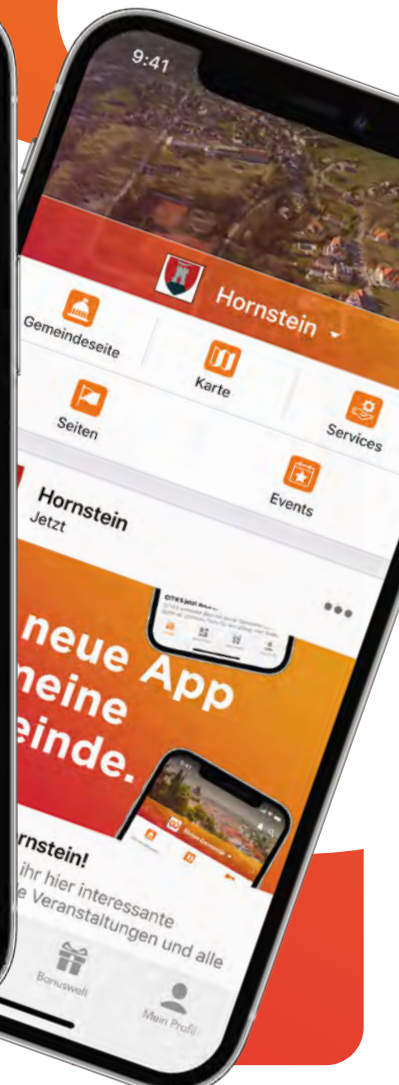 9:41
Hornstein
Gemeindeseite
Karte
Services
Seiten
Events
Hornstein
Jetzt
neue App
meine
einde.
rnstein!
ihr hier interessante
e Veranstaltungen und alle
Bonuswelt
Mein Profil